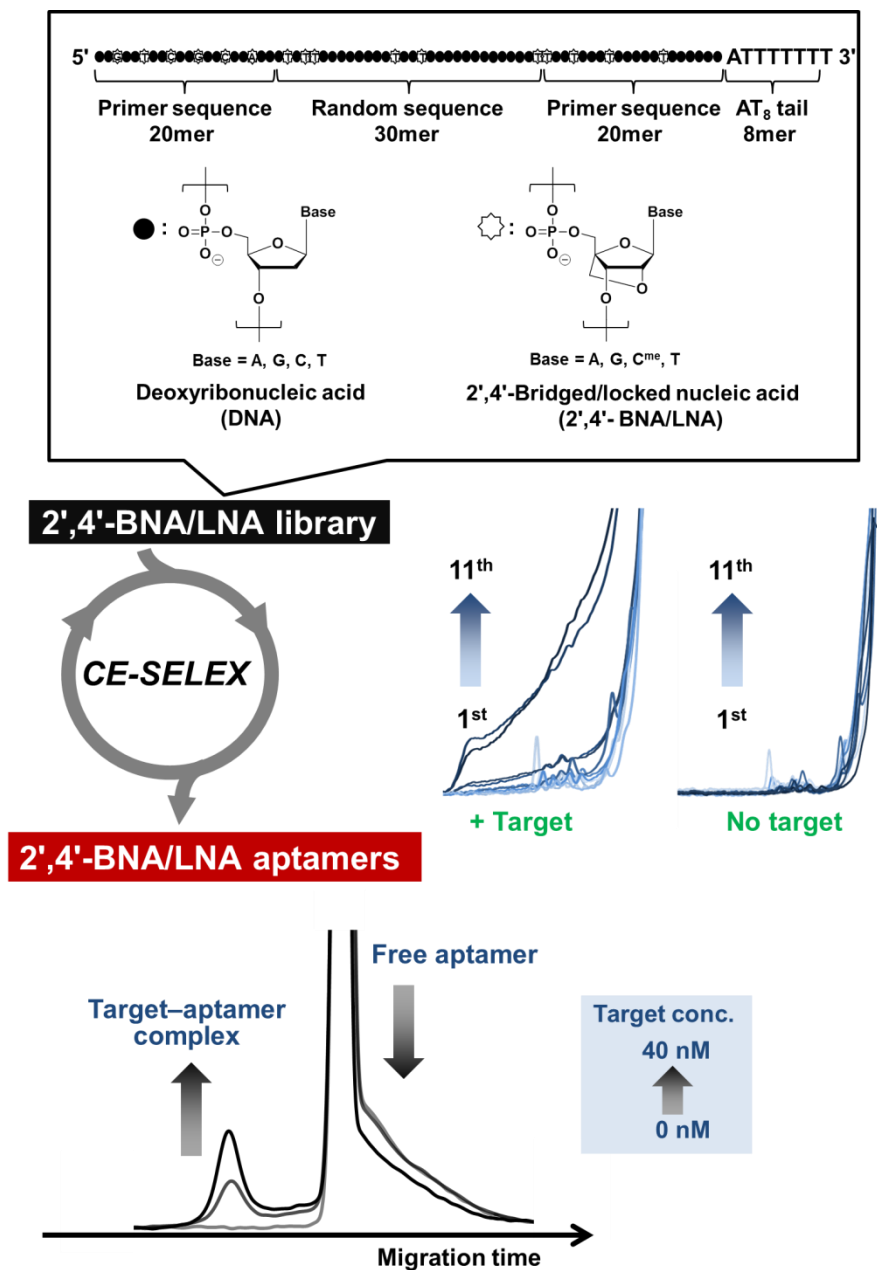 5' G T C G C A T T T T T T T T T T ATTTTTTT 3'
Primer sequence Random sequence Primer sequence AT₈ tail
20mer 30mer 20mer 8mer
O
Base
O=P—O
O
O
⊖
O
:
O
Base
O=P—O
O
O
⊖
O
O
:
Base = A, G, C, T
Deoxyribonucleic acid
(DNA)
Base = A, G, Cᵐᵉ, T
2',4'-Bridged/locked nucleic acid
(2',4'- BNA/LNA)
2',4'-BNA/LNA library
CE-SELEX
2',4'-BNA/LNA aptamers
11ᵗʰ
1ˢᵗ
+ Target
11ᵗʰ
1ˢᵗ
No target
Target–aptamer
complex
Free aptamer
Target conc.
40 nM
0 nM
Migration time